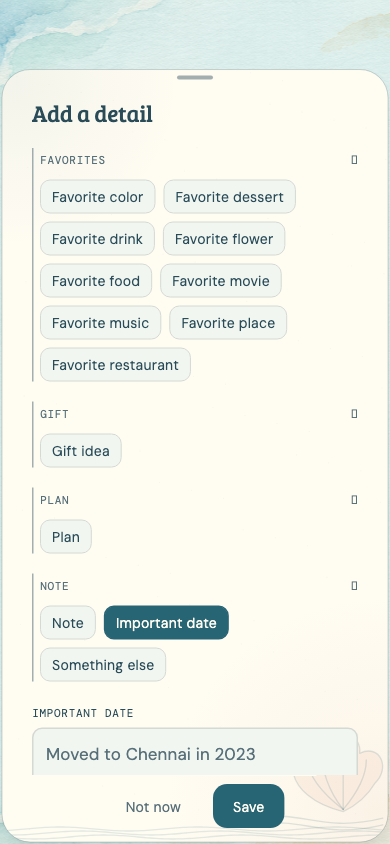 Add a detail
FAVORITES
Favorite color Favorite dessert
Favorite drink Favorite flower
Favorite food Favorite movie
Favorite music Favorite place
Favorite restaurant
GIFT
Gift idea
PLAN
Plan
NOTE
Note Important date
Something else
IMPORTANT DATE
Moved to Chennai in 2023
Not now Save